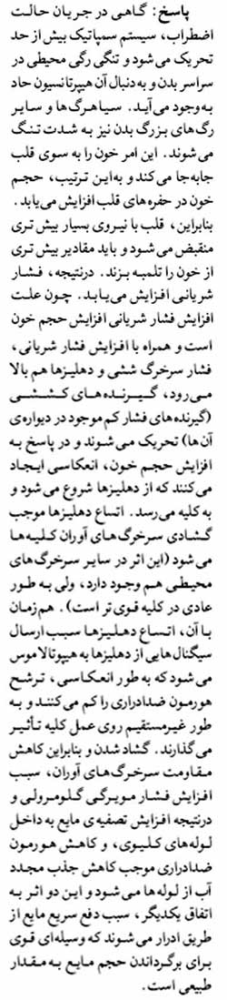 پاسخ: گاهی در جریان حالت
اضطراب، سیستم سمپاتیک بیش از حد
تحریک می شود و تنگی رگی محیطی در
سراسر بدن و به‌دنبال آن هیپرتانسیون حاد
به‌وجود می آید. سیاهرگ‌ها و سایر
رگ‌های بزرگ بدن نیز به شدت تنگ
می شوند. این امر خون را به سوی قلب
جابه‌جا می‌کند و به‌این ترتیب، حجم
خون در حفره‌های قلب افزایش می‌یابد.
بنابراین، قلب با نیروی بسیار بیش تری
منقبض می‌شود و باید مقادیر بیش تری
از خون را تلمبه بزند. درنتیجه، فشار
شریانی افزایش می‌یابد. چون علت
افزایش فشار شریانی افزایش حجم خون
است و همراه با افزایش فشار شریانی،
فشار سرخرگ ششی و دهلیزها هم بالا
می‌رود، گیرنده‌های کششی
(گیرنده‌های فشار کم موجود در دیواره‌ی
آن‌ها) تحریک می شوند و در پاسخ به
افزایش حجم خون، انعکاسی ایجاد
می‌کنند که از دهلیزها شروع می شود و
به کلیه می‌رسد. اتساع دهلیزها موجب
گشادی سرخرگ‌های آوران کلیه‌ها
می شود (این اثر در سایر سرخرگ‌های
محیطی هم وجود دارد، ولی به طور
عادی در کلیه قوی تر است). هم‌زمان
با آن، اتساع دهلیزها سبب ارسال
سیگنال‌هایی از دهلیزها به هیپوتالاموس
می شود که به طور انعکاسی، ترشح
هورمون ضدادراری را کم می‌کنند و به
طور غیرمستقیم روی عمل کلیه تأثیر
می‌گذارند. گشاد شدن و بنابراین کاهش
مقاومت سرخرگ‌های آوران، سبب
افزایش فشار مویرگی گلومرولی و
درنتیجه افزایش تصفیه‌ی مایع به داخل
لوله‌های کلیوی، و کاهش هورمون
ضدادراری موجب کاهش جذب مجدد
آب از لوله‌ها می‌شود و این دو اثر به
اتفاق یکدیگر، سبب دفع سریع مایع از
طریق ادرار می شوند که وسیله‌ای قوی
برای برگرداندن حجم مایع به مقدار
طبیعی است.